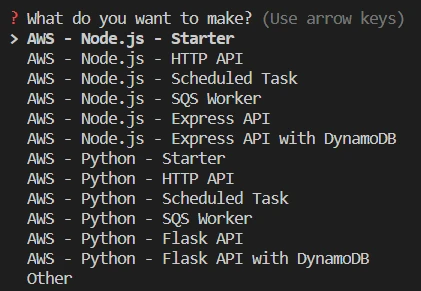 ? What do you want to make? (Use arrow keys)
> AWS - Node.js - Starter
AWS - Node.js - HTTP API
AWS - Node.js - Scheduled Task
AWS - Node.js - SQS Worker
AWS - Node.js - Express API
AWS - Node.js - Express API with DynamoDB
AWS - Python - Starter
AWS - Python - HTTP API
AWS - Python - Scheduled Task
AWS - Python - SQS Worker
AWS - Python - Flask API
AWS - Python - Flask API with DynamoDB
Other